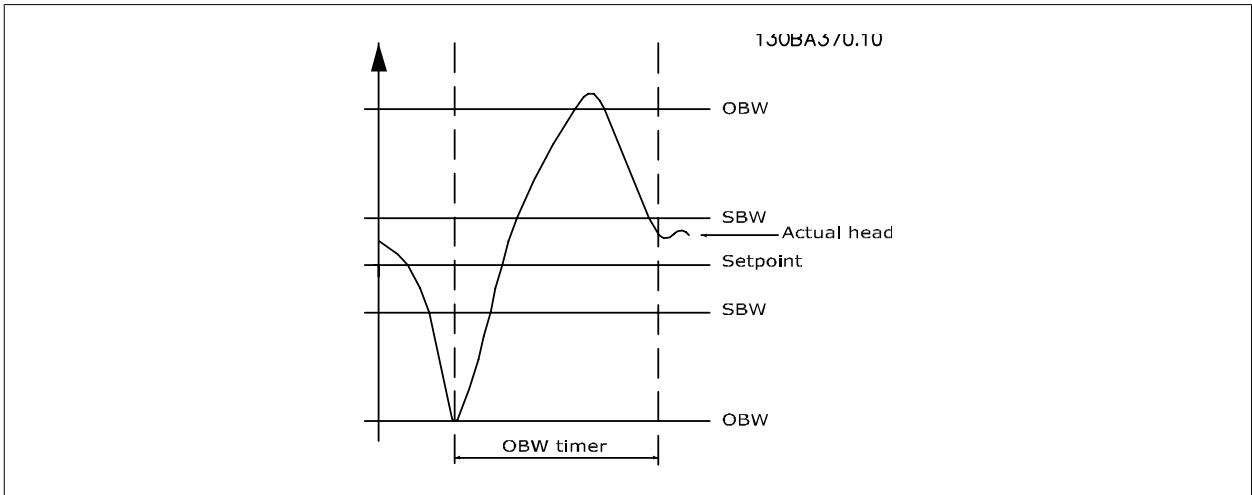 130BA370.10
OBW
SBW
Actual head
Setpoint
SBW
OBW
OBW timer